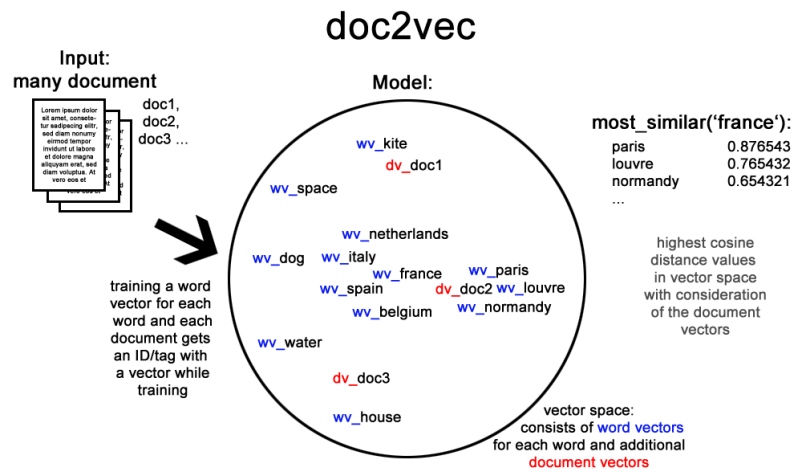 doc2vec
Input:
many document
Lorem ipsum dolor
sit amet, consete-
tur sadipscing elitr,
sed diam nonumy
eirmod tempor
invidunt ut labore
et dolore magna
aliquyam erat, sed
diam voluptua. At
vero eos et
doc1,
doc2,
doc3 ...
training a word
vector for each
word and each
document gets
an ID/tag with
a vector while
training
Model:
wv_kite
dv_doc1
wv_space
wv_netherlands
wv_dog
wv_italy
wv_france
wv_paris
wv_spain
dv_doc2
wv_louvre
wv_belgium
wv_normandy
wv_water
dv_doc3
wv_house
most_similar(‘france‘):
paris 0.876543
louvre 0.765432
normandy 0.654321
...
highest cosine
distance values
in vector space
with consideration
of the document
vectors
vector space:
consists of word vectors
for each word and additional
document vectors